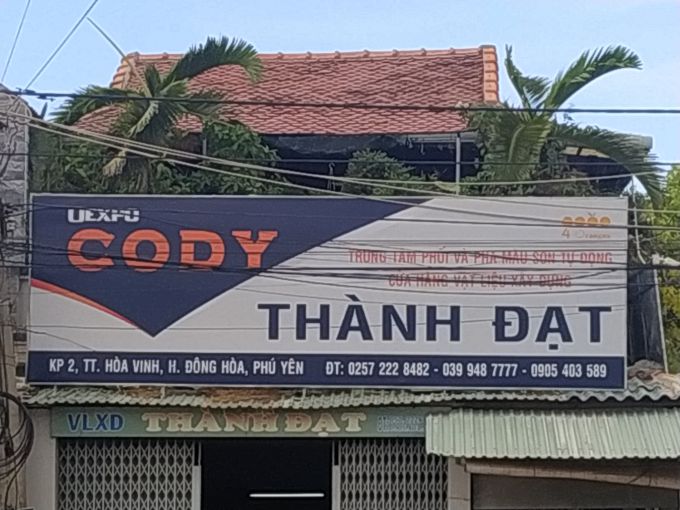 UEXPO
CODY
4 Oranges
TRUNG TÂM PHỐI VÀ PHA MÀU SƠN TỰ ĐỘNG
CỬA HÀNG VẬT LIỆU XÂY DỰNG
THÀNH ĐẠT
KP 2, TT. HÒA VINH, H. ĐÔNG HÒA, PHÚ YÊN ĐT: 0257 222 8482 - 039 948 7777 - 0905 403 589
VLXD THÀNH ĐẠT